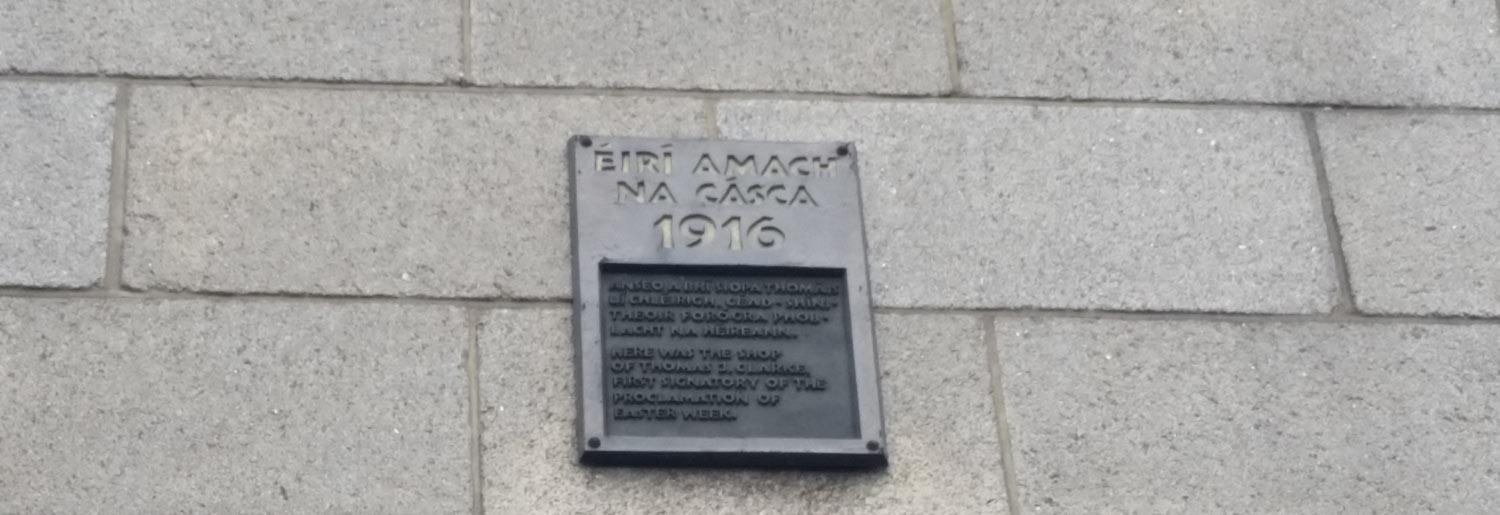 ÉIRÍ AMACH
NA CÁSCA
1916
ANSEO, A BHÍ SIOPA THOMÁIS
UÍ CHLÉIRIGH, CÉAD-SHÍNI-
THEOIR FORÓGRA PHOB-
LACHT NA HÉIREANN.
HERE WAS THE SHOP
OF THOMAS J. CLARKE,
FIRST SIGNATORY OF THE
PROCLAMATION OF
EASTER WEEK.